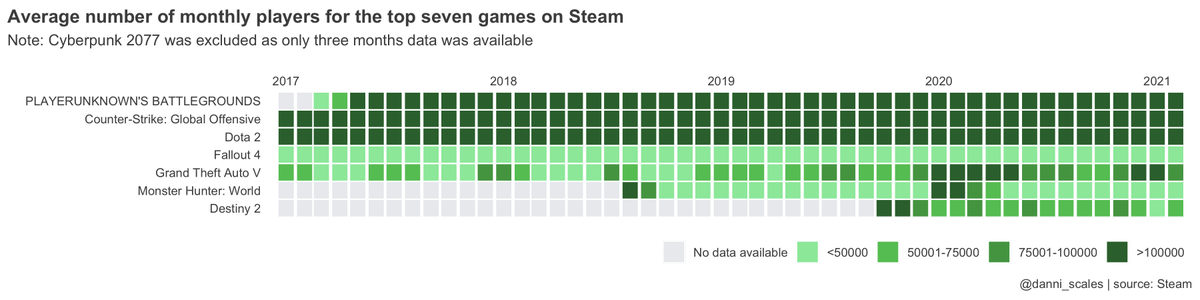 Average number of monthly players for the top seven games on Steam
Note: Cyberpunk 2077 was excluded as only three months data was available
2017 2018 2019 2020 2021
PLAYERUNKNOWN'S BATTLEGROUNDS
Counter-Strike: Global Offensive
Dota 2
Fallout 4
Grand Theft Auto V
Monster Hunter: World
Destiny 2
No data available <50000 50001-75000 75001-100000 >100000
@danni_scales | source: Steam